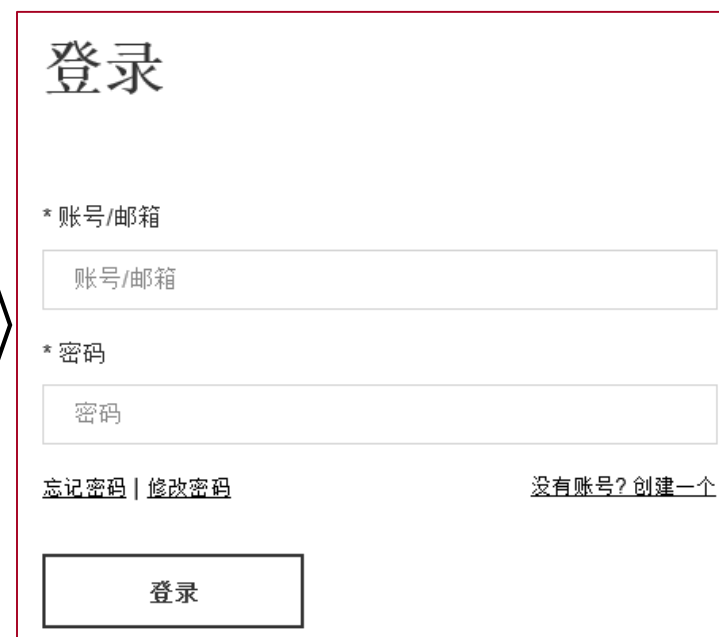 登录
* 账号/邮箱
账号/邮箱
* 密码
密码
忘记密码 | 修改密码 没有账号? 创建一个
登录